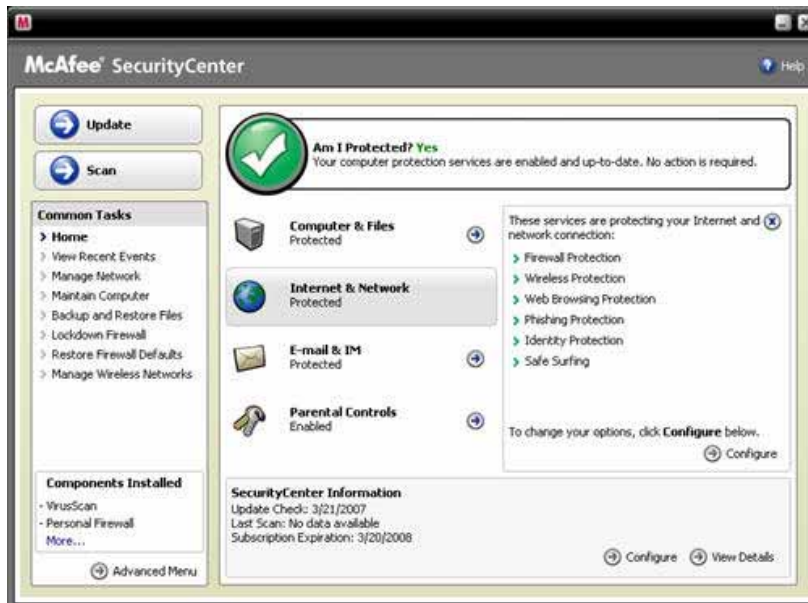 M
McAfee® SecurityCenter
Help
Update
Scan
Common Tasks
Home
View Recent Events
Manage Network
Maintain Computer
Backup and Restore Files
Lockdown Firewall
Restore Firewall Defaults
Manage Wireless Networks
Components Installed
- VirusScan
- Personal Firewall
More...
Advanced Menu
Am I Protected? Yes
Your computer protection services are enabled and up-to-date. No action is required.
Computer & Files
Protected
Internet & Network
Protected
E-mail & IM
Protected
Parental Controls
Enabled
These services are protecting your Internet and
network connection:
Firewall Protection
Wireless Protection
Web Browsing Protection
Phishing Protection
Identity Protection
Safe Surfing
To change your options, click Configure below.
Configure
SecurityCenter Information
Update Check: 3/21/2007
Last Scan: No data available
Subscription Expiration: 3/20/2008
Configure
View Details